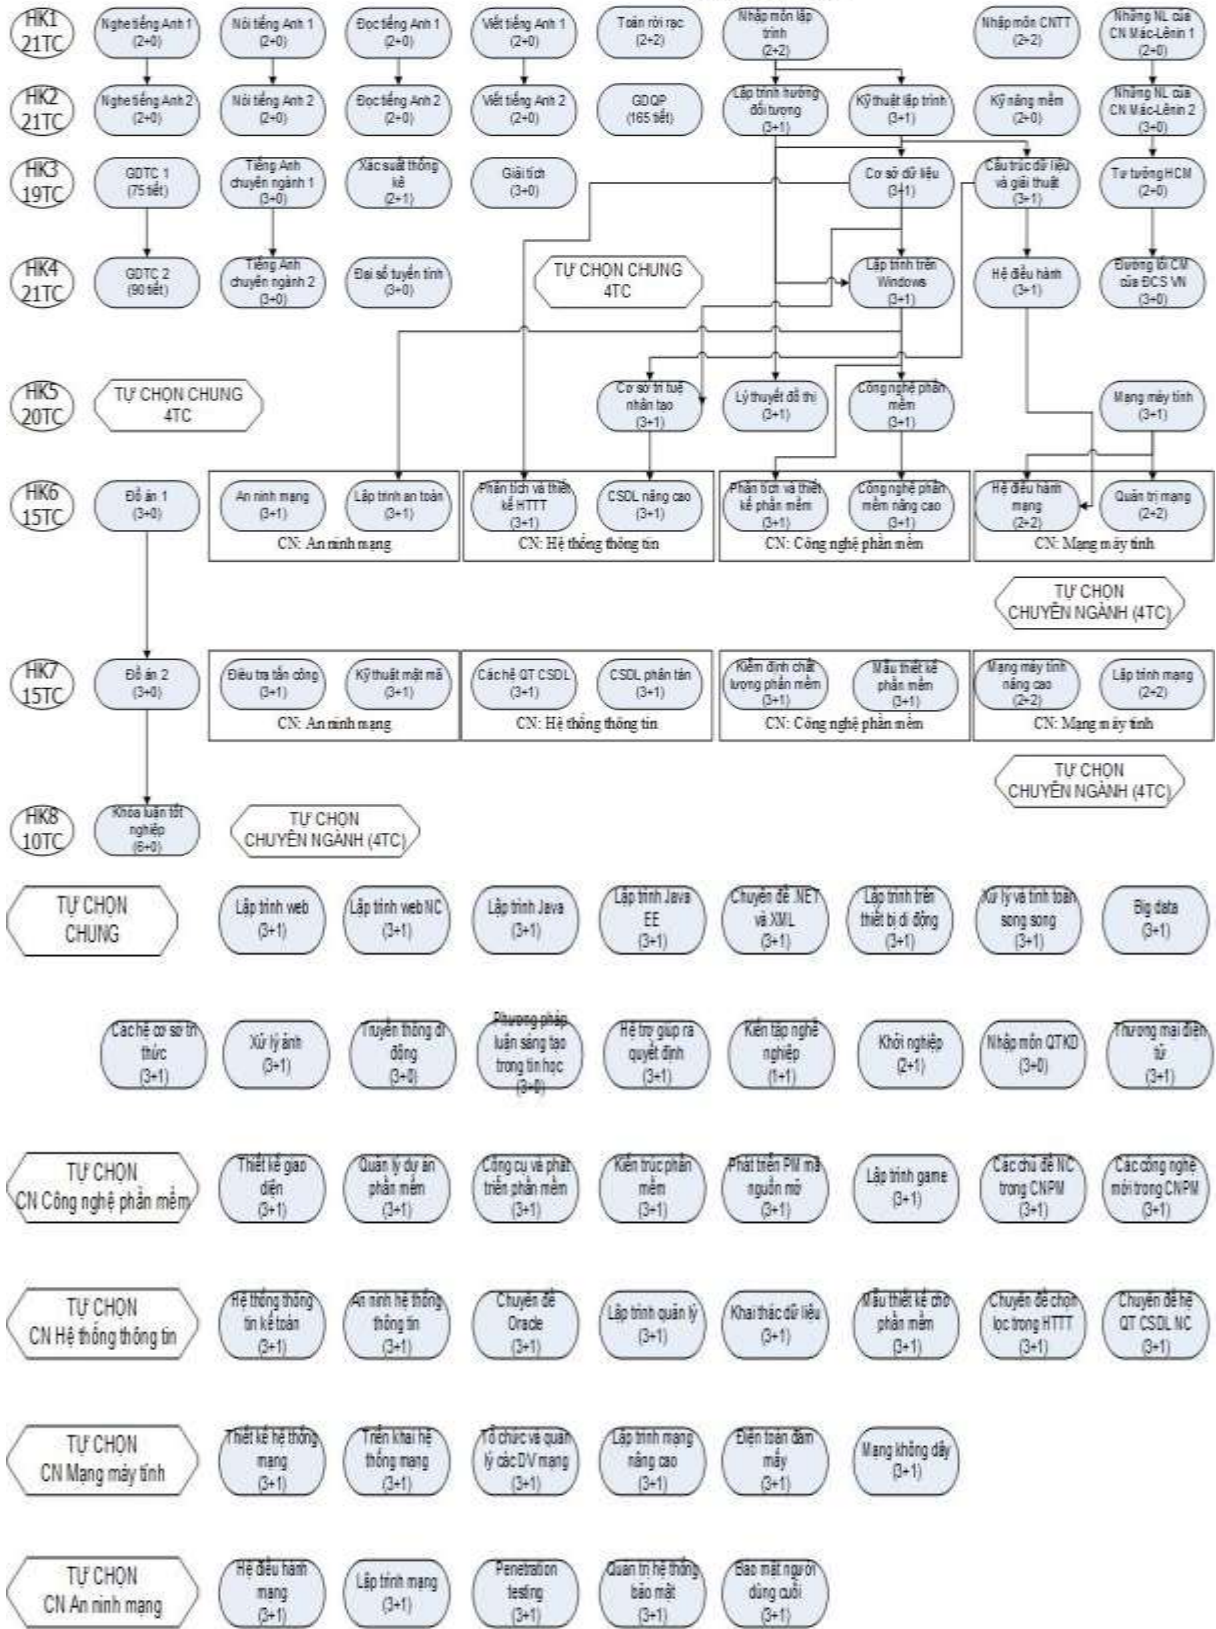 HK1
21TC
Nghe tiếng Anh 1
(2+0)
Nói tiếng Anh 1
(2+0)
Đọc tiếng Anh 1
(2+0)
Viết tiếng Anh 1
(2+0)
Toán rời rạc
(2+2)
Nhập môn lập
trình
(2+2)
Nhập môn CNTT
(2+2)
Những NL của
CN Mác-Lênin 1
(2+0)
HK2
21TC
Nghe tiếng Anh 2
(2+0)
Nói tiếng Anh 2
(2+0)
Đọc tiếng Anh 2
(2+0)
Viết tiếng Anh 2
(2+0)
GDQP
(165 tiết)
Lập trình hướng
đối tượng
(3+1)
Kỹ thuật lập trình
(3+1)
Kỹ năng mềm
(2+0)
Những NL của
CN Mác-Lênin 2
(3+0)
HK3
19TC
GDTC 1
(75 tiết)
Tiếng Anh
chuyên ngành 1
(3+0)
Xác suất thống
kê
(2+1)
Giải tích
(3+0)
Cơ sở dữ liệu
(3+1)
Cấu trúc dữ liệu
và giải thuật
(3+1)
Tư tưởng HCM
(2+0)
HK4
21TC
GDTC 2
(90 tiết)
Tiếng Anh
chuyên ngành 2
(3+0)
Đại số tuyến tính
(3+0)
TỰ CHỌN CHUNG
4TC
Lập trình trên
Windows
(3+1)
Hệ điều hành
(3+1)
Đường lối CM
của ĐCS VN
(3+0)
HK5
20TC
TỰ CHỌN CHUNG
4TC
Cơ sở trí tuệ
nhân tạo
(3+1)
Lý thuyết đồ thị
(3+1)
Công nghệ phần
mềm
(3+1)
Mạng máy tính
(3+1)
HK6
15TC
Đồ án 1
(3+0)
An ninh mạng
(3+1)
Lập trình an toàn
(3+1)
CN: An ninh mạng
Phân tích và thiết
kế HTTT
(3+1)
CSDL nâng cao
(3+1)
CN: Hệ thống thông tin
Phân tích và thiết
kế phần mềm
(3+1)
Công nghệ phần
mềm nâng cao
(3+1)
CN: Công nghệ phần mềm
Hệ điều hành
mạng
(2+2)
Quản trị mạng
(2+2)
CN: Mạng máy tính
TỰ CHỌN
CHUYÊN NGÀNH (4TC)
HK7
15TC
Đồ án 2
(3+0)
Điều tra tấn công
(3+1)
Kỹ thuật mật mã
(3+1)
CN: An ninh mạng
Các hệ QT CSDL
(3+1)
CSDL phân tán
(3+1)
CN: Hệ thống thông tin
Kiểm định chất
lượng phần mềm
(3+1)
Mẫu thiết kế
phần mềm
(3+1)
CN: Công nghệ phần mềm
Mạng máy tính
nâng cao
(2+2)
Lập trình mạng
(2+2)
CN: Mạng máy tính
TỰ CHỌN
CHUYÊN NGÀNH (4TC)
HK8
10TC
Khóa luận tốt
nghiệp
(6+0)
TỰ CHỌN
CHUYÊN NGÀNH (4TC)
TỰ CHỌN
CHUNG
Lập trình web
(3+1)
Lập trình web NC
(3+1)
Lập trình Java
(3+1)
Lập trình Java
EE
(3+1)
Chuyên đề .NET
và XML
(3+1)
Lập trình trên
thiết bị di động
(3+1)
Xử lý và tính toán
song song
(3+1)
Big data
(3+1)
Các hệ cơ sở tri
thức
(3+1)
Xử lý ảnh
(3+1)
Truyền thông di
động
(3+0)
Phương pháp
luận sáng tạo
trong tin học
(3+0)
Hệ trợ giúp ra
quyết định
(3+1)
Kiến tập nghề
nghiệp
(1+1)
Khởi nghiệp
(2+1)
Nhập môn QTKD
(3+0)
Thương mại điện
tử
(3+1)
TỰ CHỌN
CN Công nghệ phần mềm
Thiết kế giao
diện
(3+1)
Quản lý dự án
phần mềm
(3+1)
Công cụ và phát
triển phần mềm
(3+1)
Kiến trúc phần
mềm
(3+1)
Phát triển PM mã
nguồn mở
(3+1)
Lập trình game
(3+1)
Các chủ đề NC
trong CNPM
(3+1)
Các công nghệ
mới trong CNPM
(3+1)
TỰ CHỌN
CN Hệ thống thông tin
Hệ thống thông
tin kế toán
(3+1)
An ninh hệ thống
thông tin
(3+1)
Chuyên đề
Oracle
(3+1)
Lập trình quản lý
(3+1)
Khai thác dữ liệu
(3+1)
Mẫu thiết kế cho
phần mềm
(3+1)
Chuyên đề chọn
lọc trong HTTT
(3+1)
Chuyên đề hệ
QT CSDL NC
(3+1)
TỰ CHỌN
CN Mạng máy tính
Thiết kế hệ thống
mạng
(3+1)
Triển khai hệ
thống mạng
(3+1)
Tổ chức và quản
lý các DV mạng
(3+1)
Lập trình mạng
nâng cao
(3+1)
Điện toán đám
mây
(3+1)
Mạng không dây
(3+1)
TỰ CHỌN
CN An ninh mạng
Hệ điều hành
mạng
(3+1)
Lập trình mạng
(3+1)
Penetration
testing
(3+1)
Quản trị hệ thống
bảo mật
(3+1)
Bảo mật người
dùng cuối
(3+1)